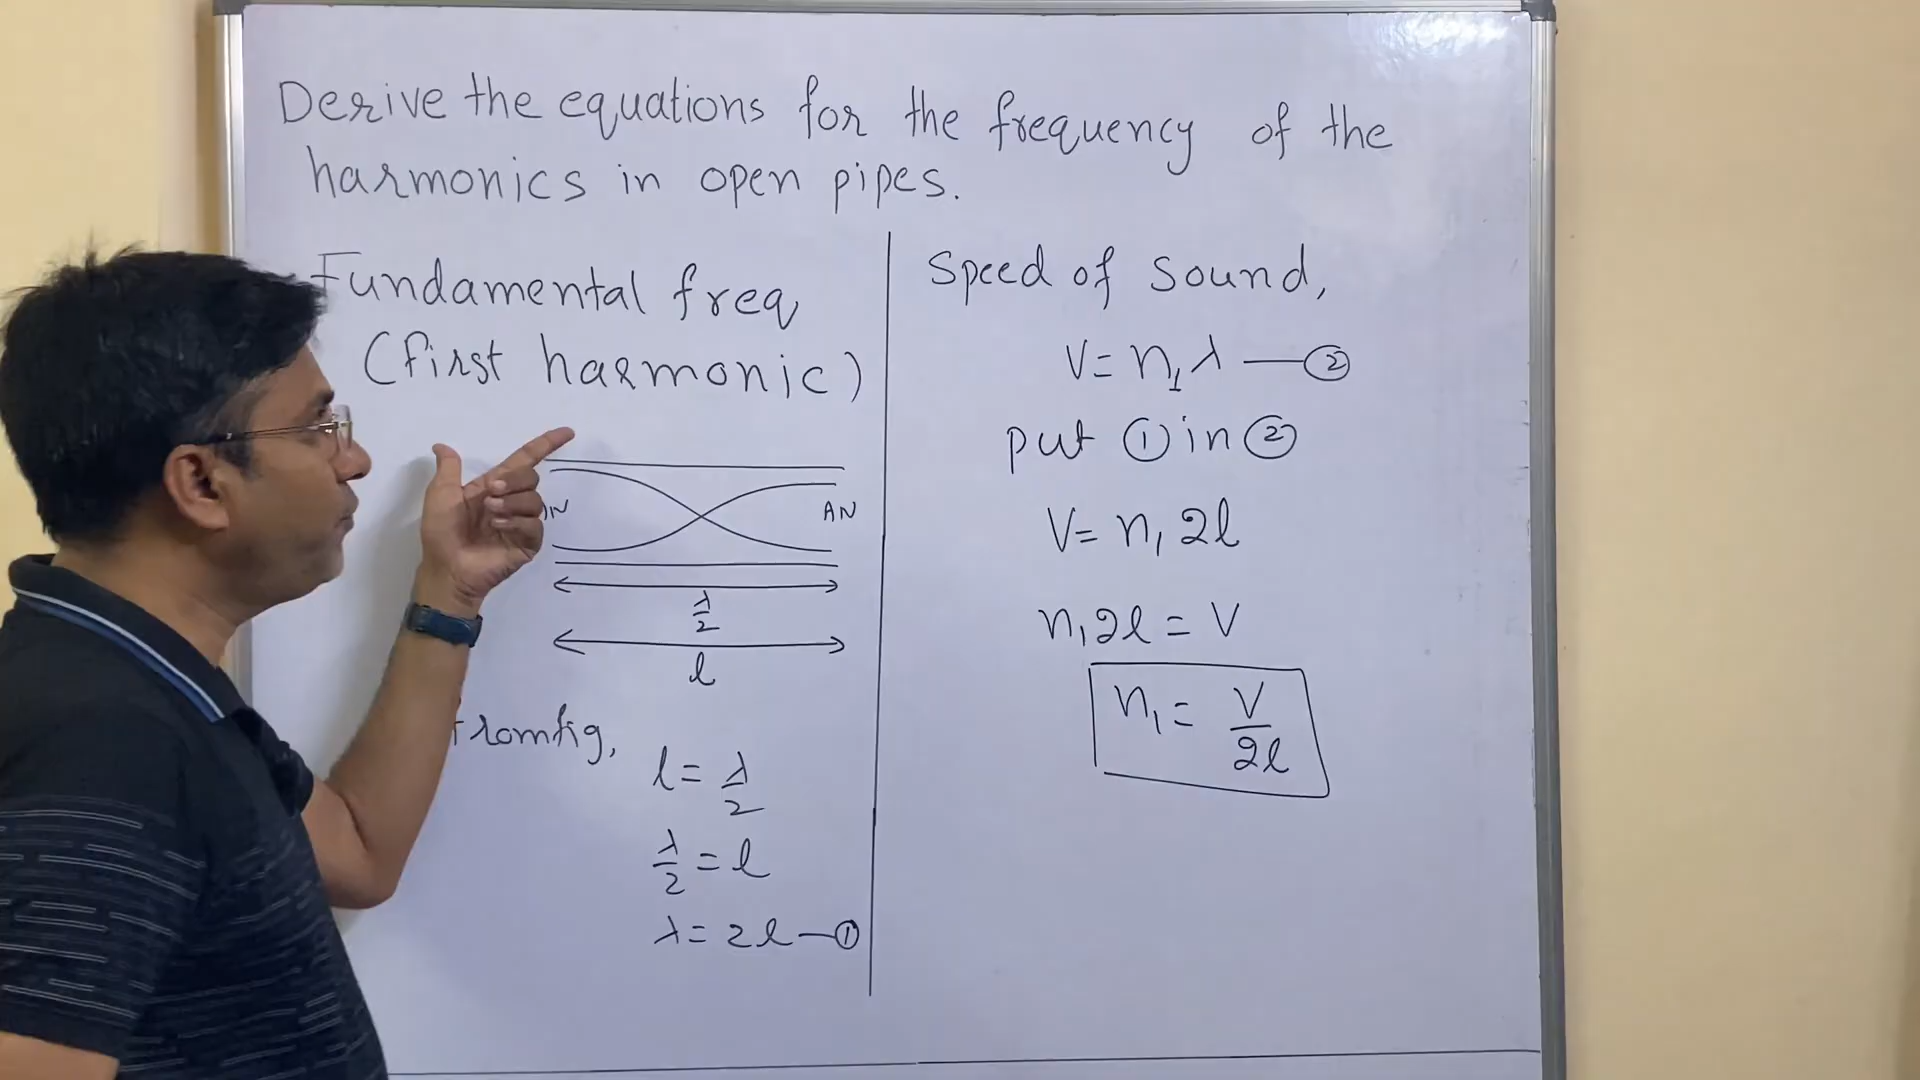 Derive the equations for the frequency of the
harmonics in open pipes.
Fundamental freq
(first harmonic)
AN
λ/2
l
From fig,
l = λ/2
λ/2 = l
λ = 2l —①
Speed of Sound,
V = n₁λ —②
put ① in ②
V = n₁ 2l
n₁2l = V
n₁ = V/2l